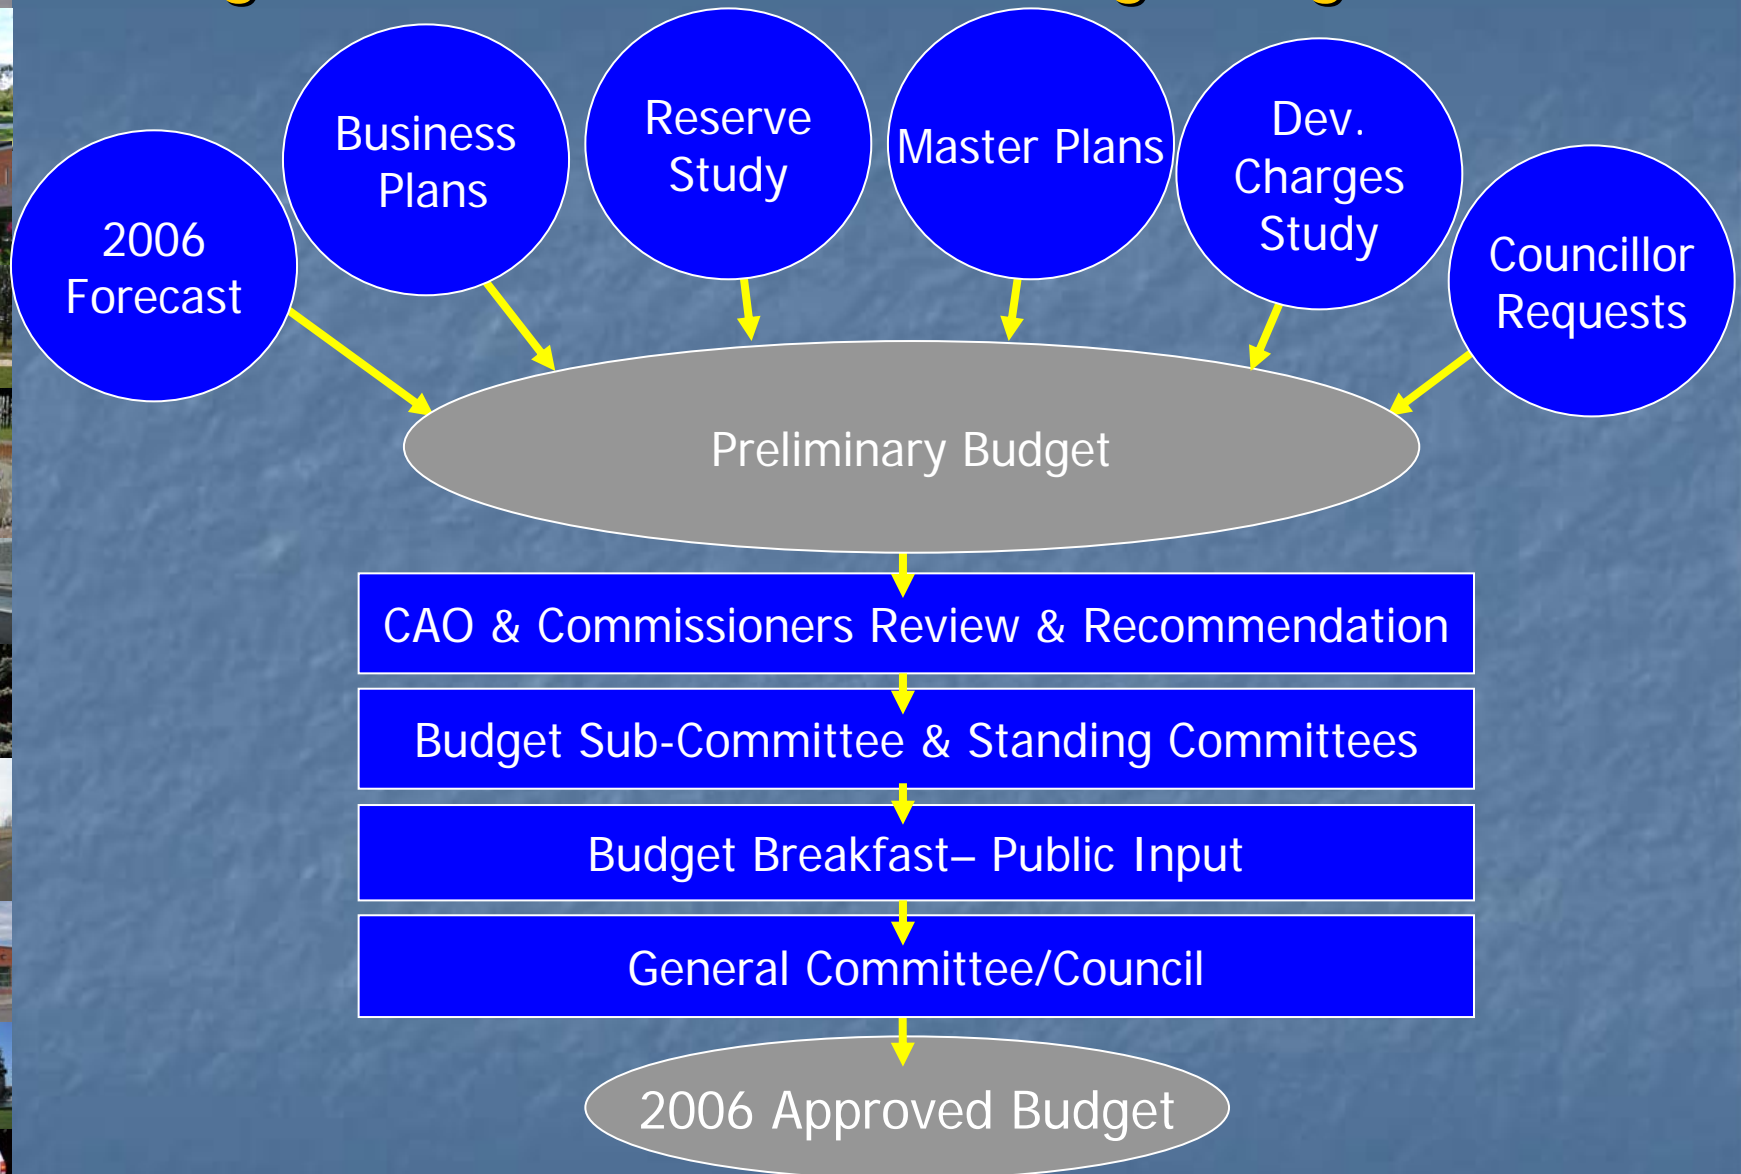 2006
Forecast
Business
Plans
Reserve
Study
Master Plans
Dev.
Charges
Study
Councillor
Requests
Preliminary Budget
CAO & Commissioners Review & Recommendation
Budget Sub-Committee & Standing Committees
Budget Breakfast– Public Input
General Committee/Council
2006 Approved Budget